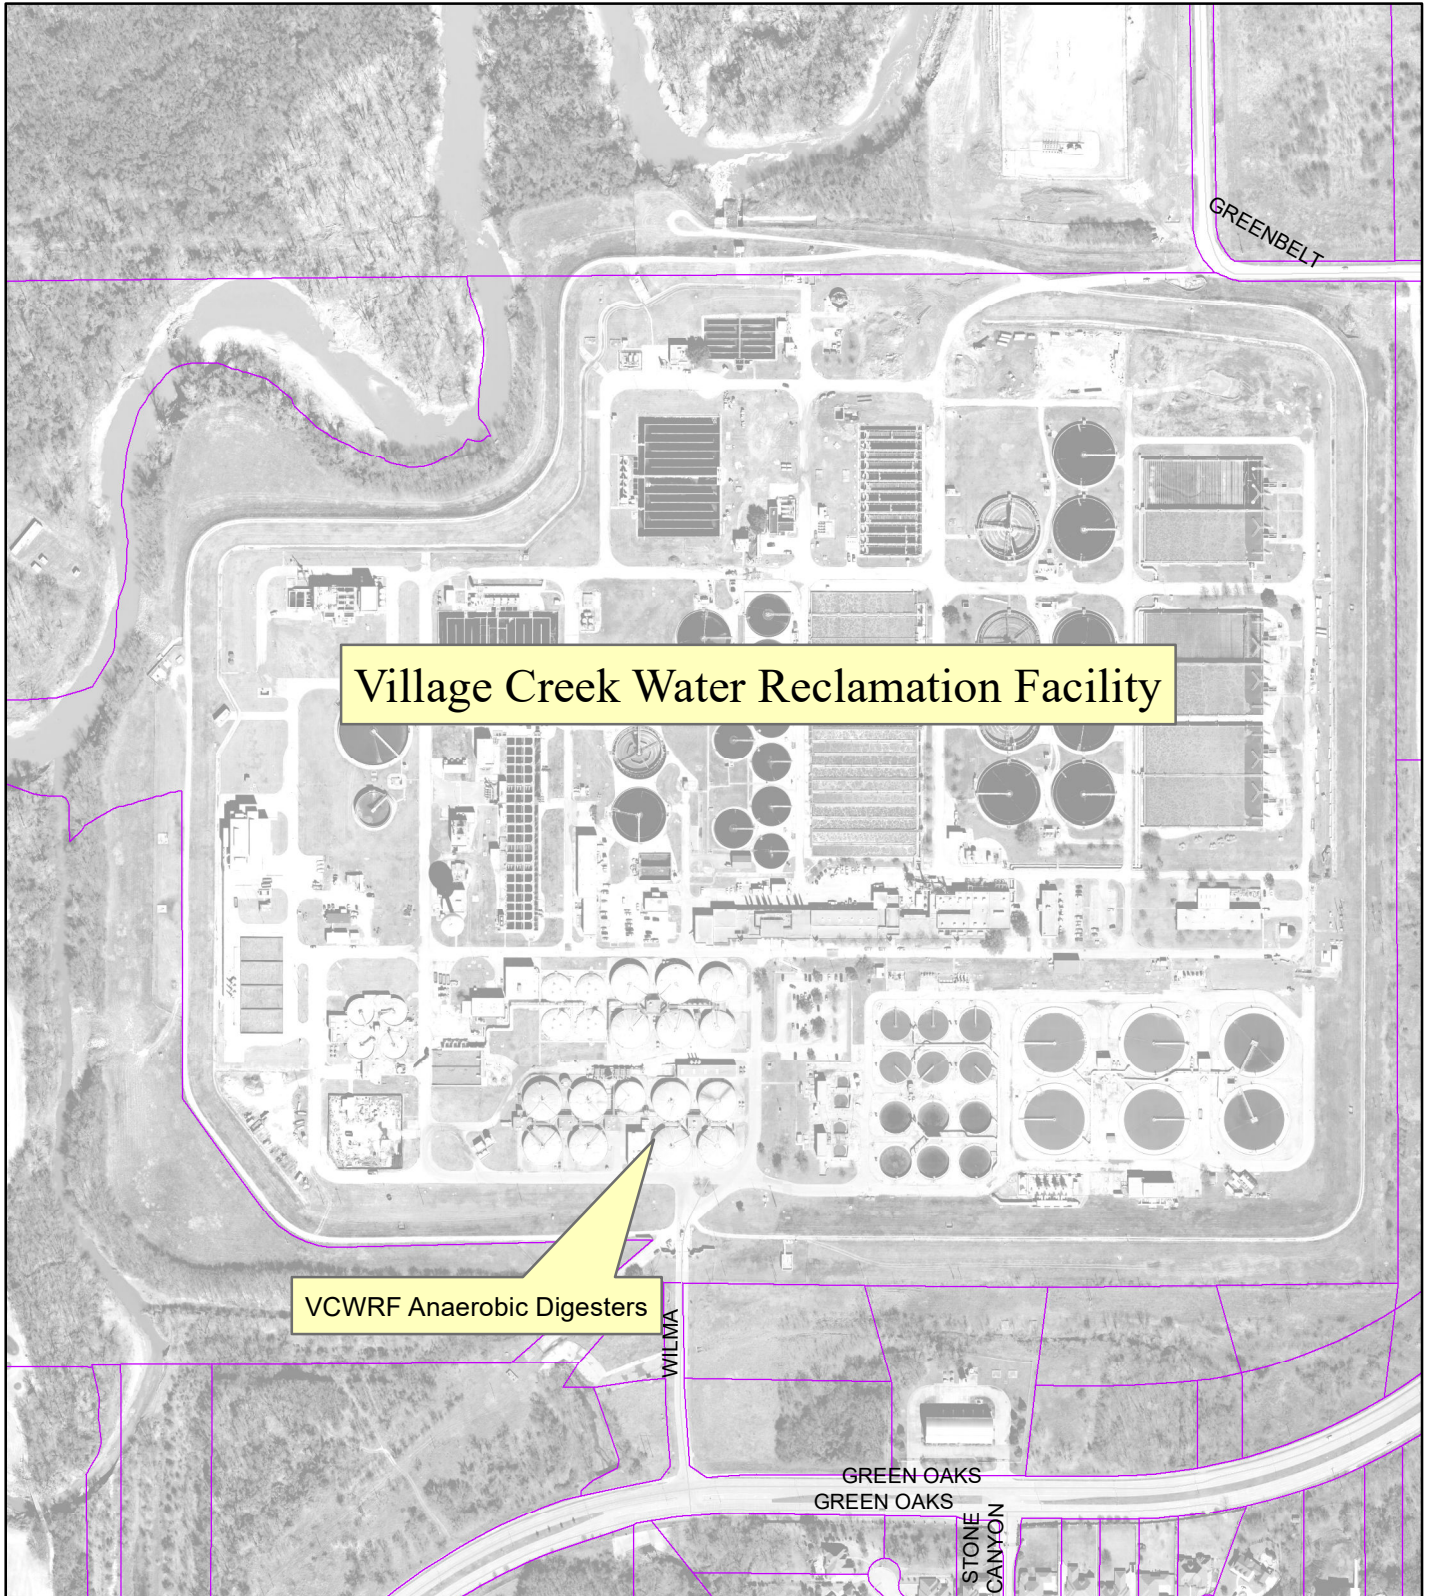 GREENBELT
Village Creek Water Reclamation Facility
VCWRF Anaerobic Digesters
WILMA
GREEN OAKS
GREEN OAKS
STONE
CANYON